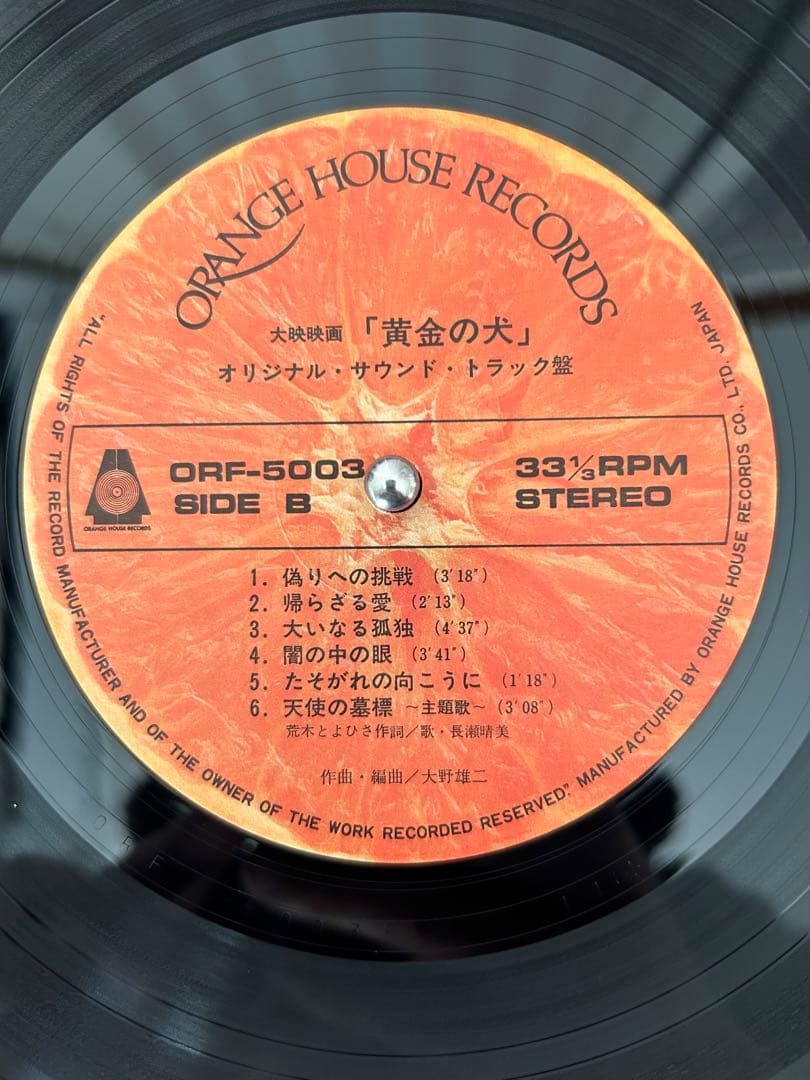 ORANGE HOUSE RECORDS
大映映画「黄金の犬」
オリジナル・サウンド・トラック盤
ORF-5003
SIDE B
33⅓RPM
STEREO
ORANGE HOUSE RECORDS
1. 偽りへの挑戦 (3'18")
2. 帰らざる愛 (2'13")
3. 大いなる孤独 (4'37")
4. 闇の中の眼 (3'41")
5. たそがれの向こうに (1'18")
6. 天使の墓標 ~主題歌~ (3'08")
荒木とよひさ作詞/歌・長瀬晴美
作曲・編曲/大野雄二
"ALL RIGHTS OF THE RECORD MANUFACTURER AND OF THE OWNER OF THE WORK RECORDED RESERVED." MANUFACTURED BY ORANGE HOUSE RECORDS CO., LTD. JAPAN